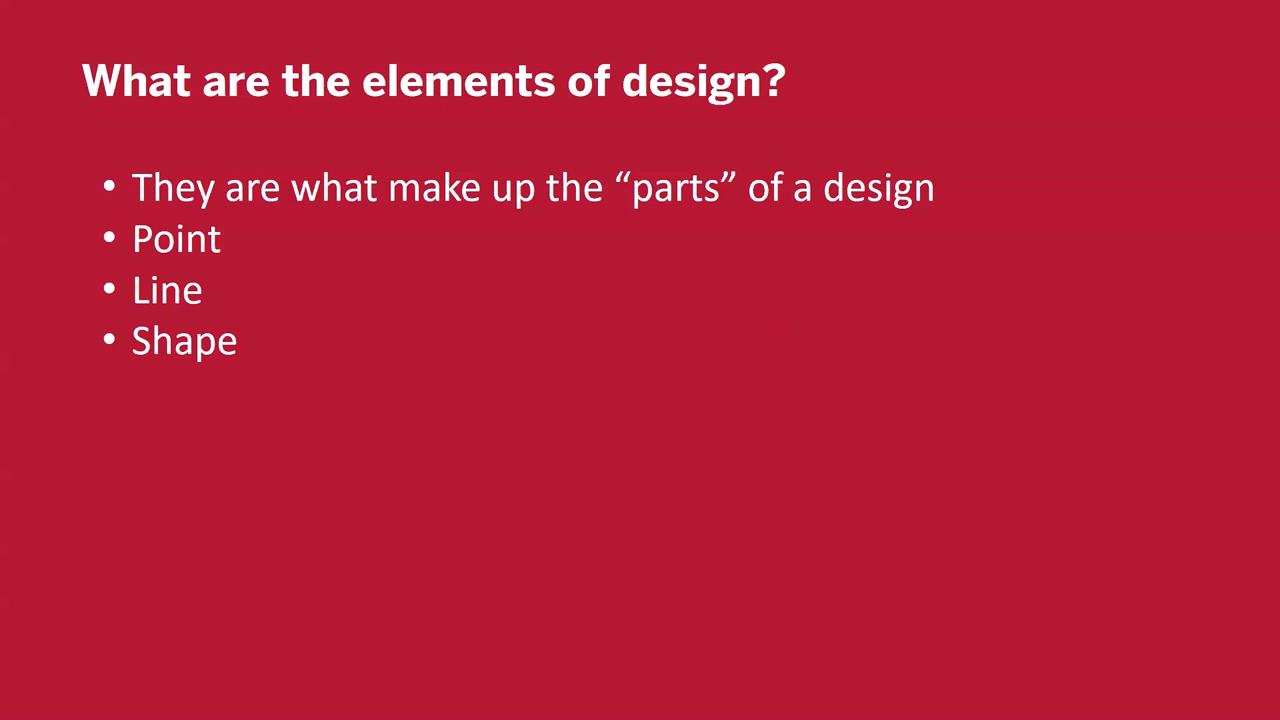 What are the elements of design?
• They are what make up the “parts” of a design
• Point
• Line
• Shape